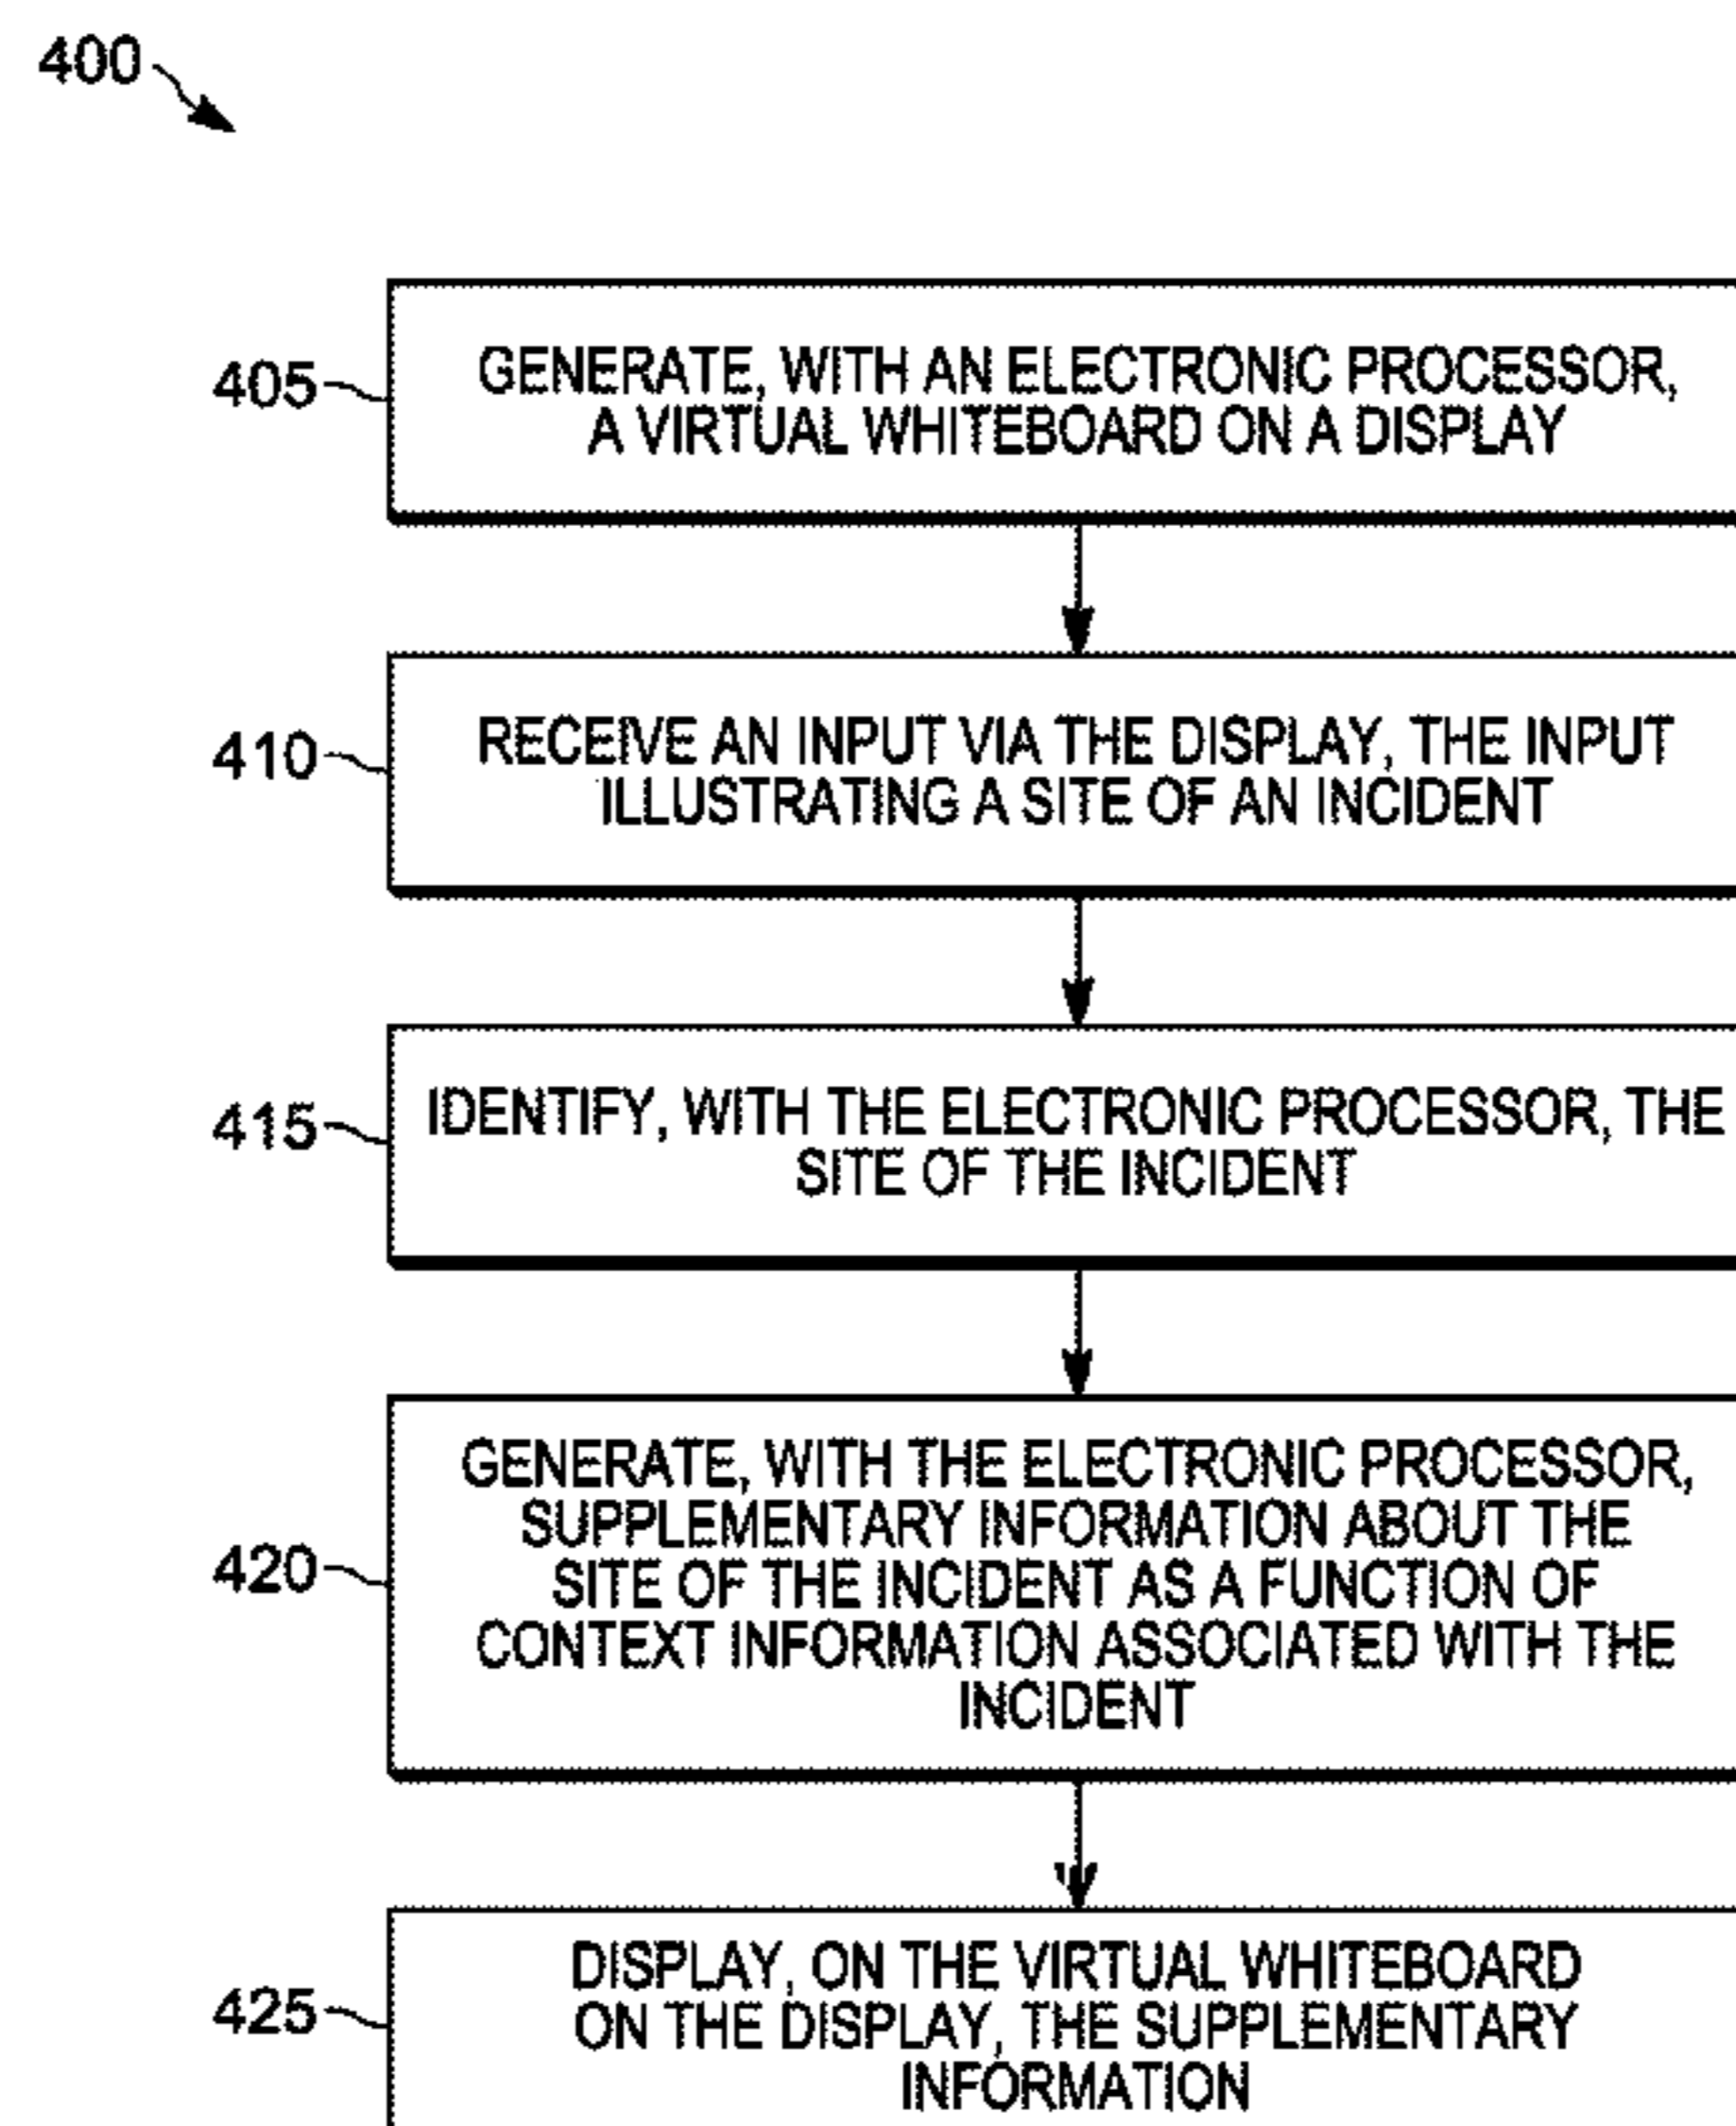 400
405
GENERATE, WITH AN ELECTRONIC PROCESSOR,
A VIRTUAL WHITEBOARD ON A DISPLAY
410
RECEIVE AN INPUT VIA THE DISPLAY, THE INPUT
ILLUSTRATING A SITE OF AN INCIDENT
415
IDENTIFY, WITH THE ELECTRONIC PROCESSOR, THE
SITE OF THE INCIDENT
420
GENERATE, WITH THE ELECTRONIC PROCESSOR,
SUPPLEMENTARY INFORMATION ABOUT THE
SITE OF THE INCIDENT AS A FUNCTION OF
CONTEXT INFORMATION ASSOCIATED WITH THE
INCIDENT
425
DISPLAY, ON THE VIRTUAL WHITEBOARD
ON THE DISPLAY, THE SUPPLEMENTARY
INFORMATION